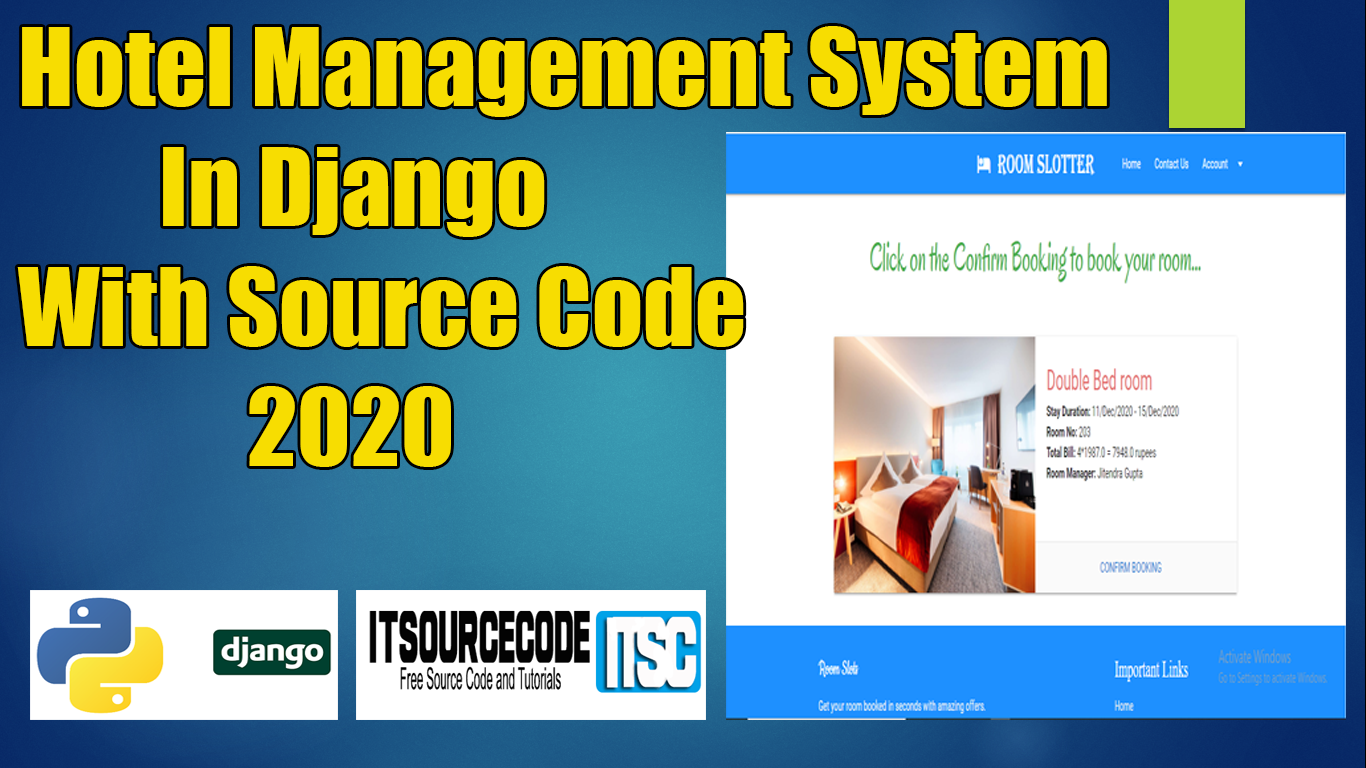 Hotel Management System
In Django
With Source Code
2020
ROOM SLOTTER
Home Contact Us Account
Click on the Confirm Booking to book your room...
Double Bed room
Stay Duration: 11/Dec/2020 - 15/Dec/2020
Room No: 203
Total Bill: 4*1987.0 = 7948.0 rupees
Room Manager: Jitendra Gupta
CONFIRM BOOKING
django
ITSOURCECODE
Free Source Code and Tutorials
ITSC
Room Slots
Get your room booked in seconds with amazing offers.
Important Links
Home
Activate Windows
Go to Settings to activate Windows.